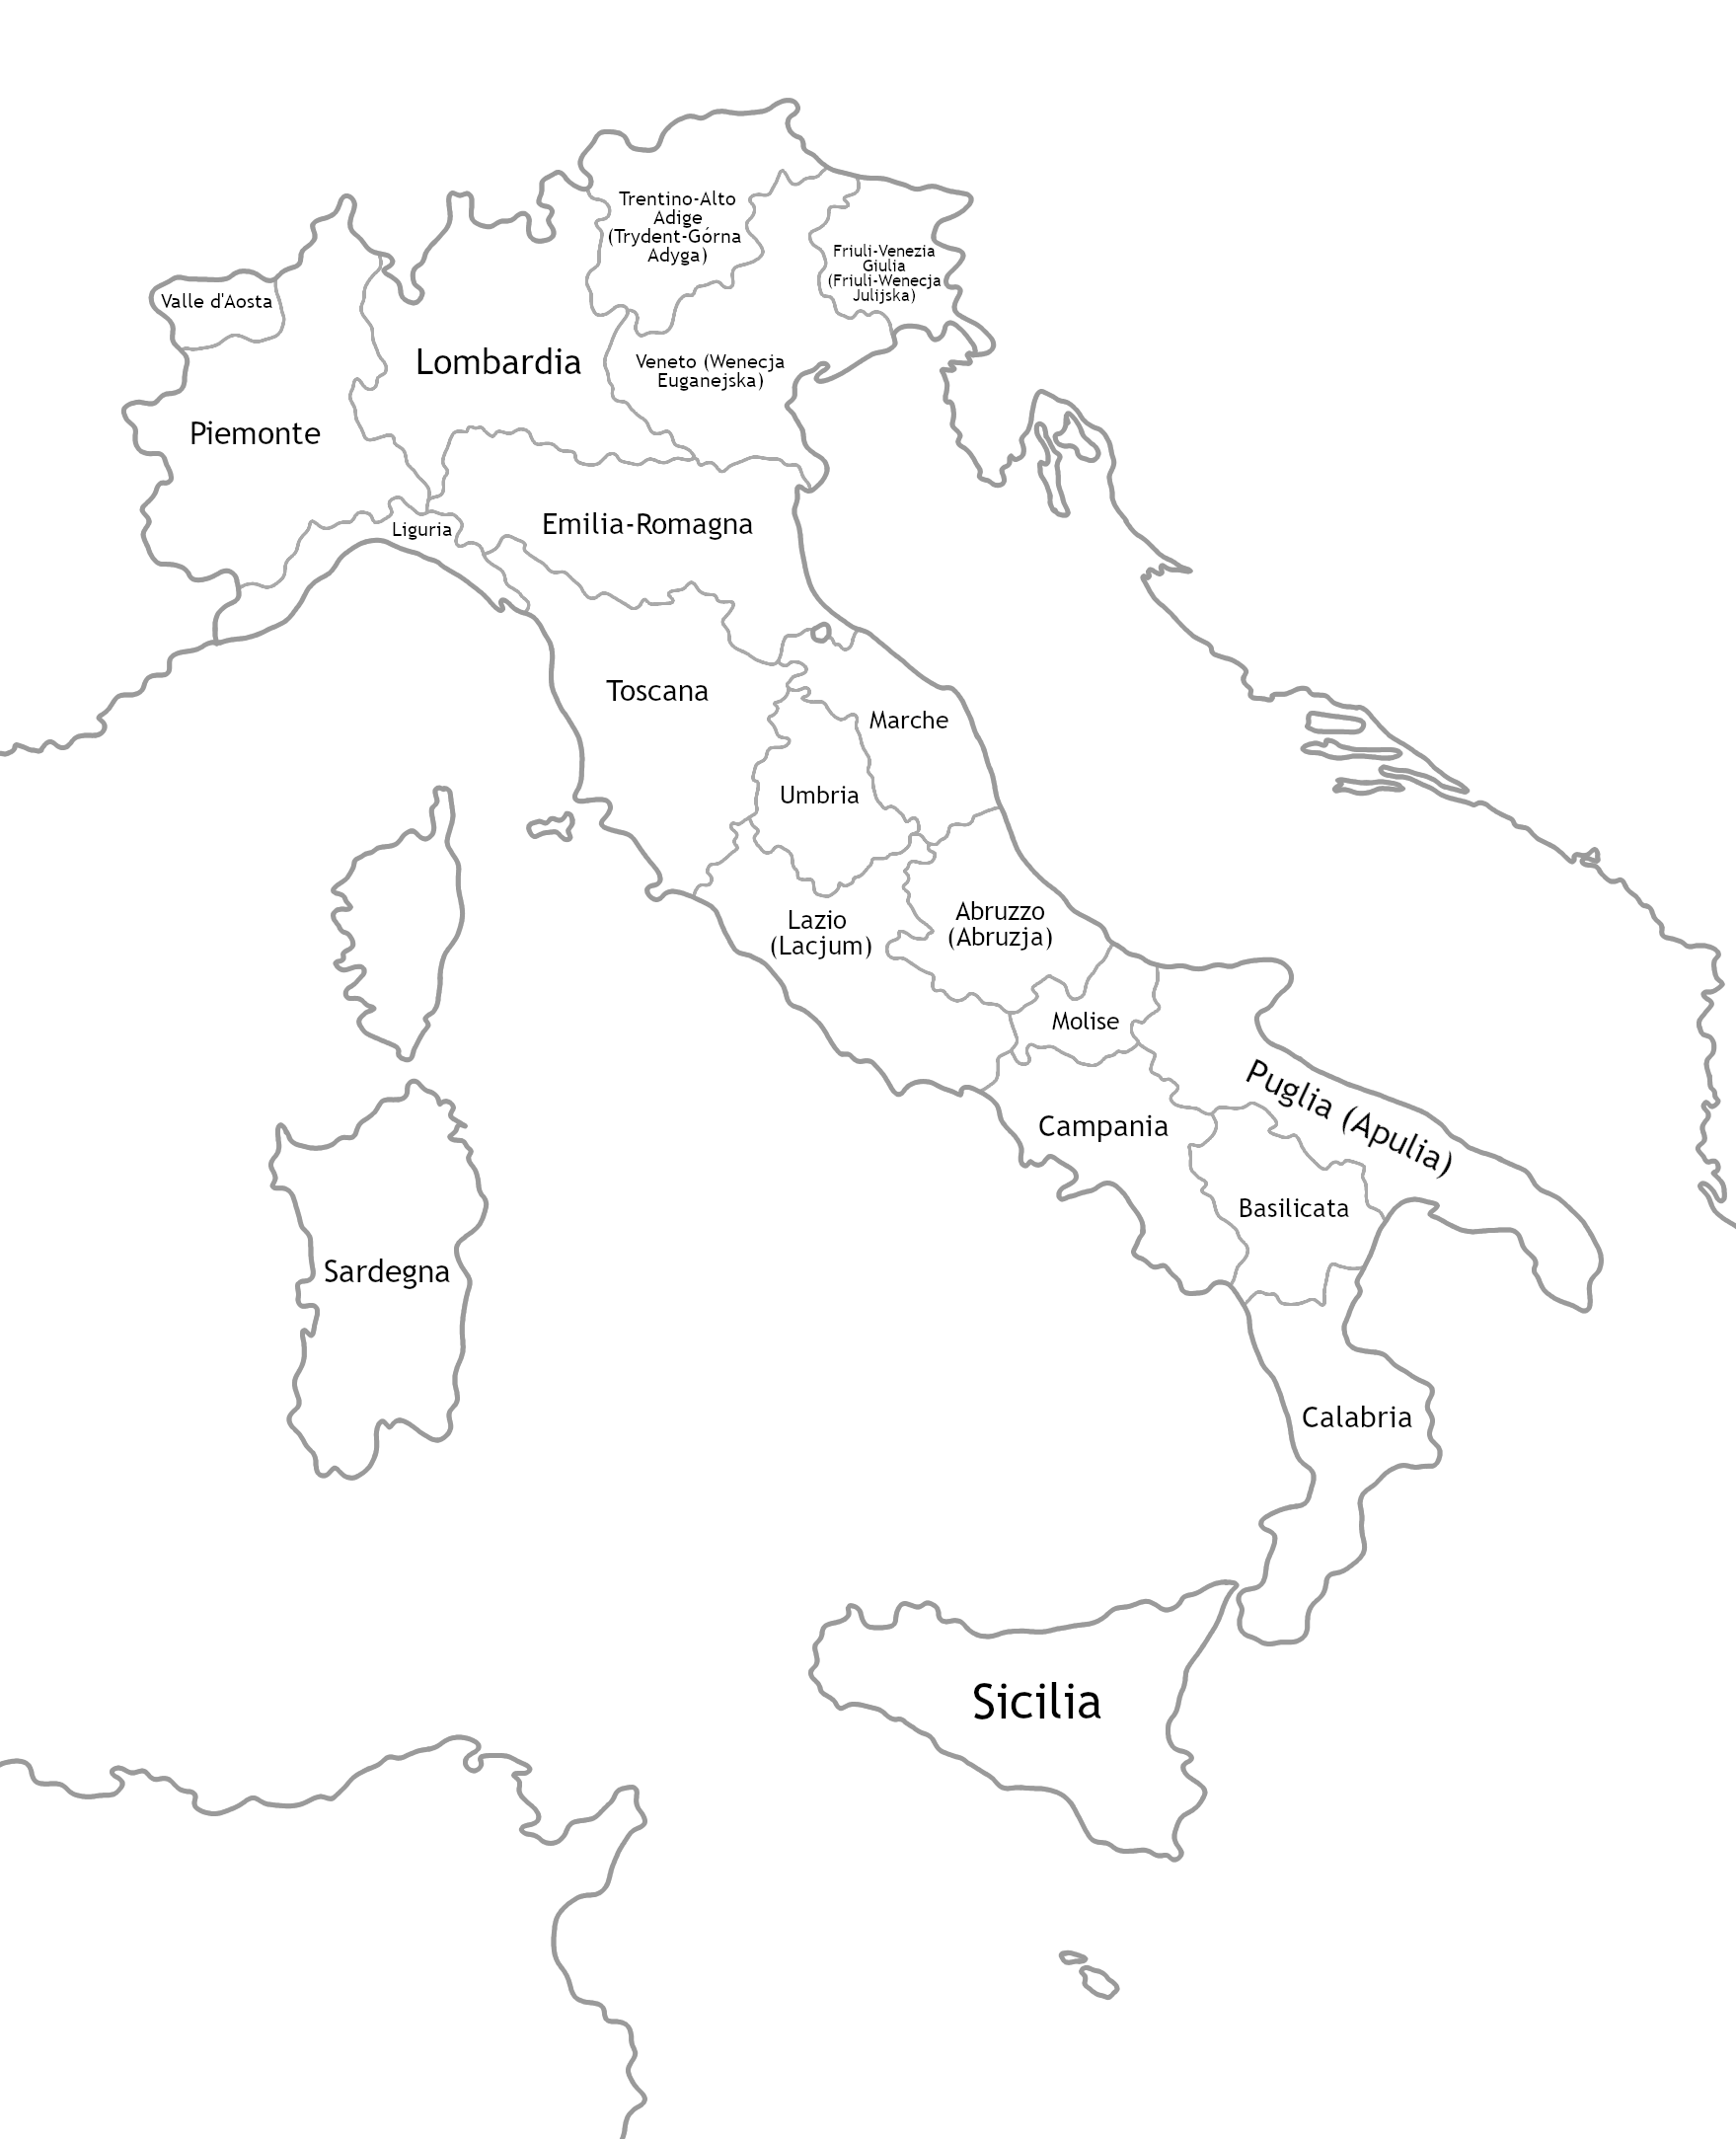 Trentino-Alto
Adige
(Trydent-Górna
Adyga)
Friuli-Venezia
Giulia
(Friuli-Wenecja
Julijska)
Valle d'Aosta
Lombardia
Veneto (Wenecja
Euganejska)
Piemonte
Liguria
Emilia-Romagna
Toscana
Marche
Umbria
Lazio
(Lacjum)
Abruzzo
(Abruzja)
Molise
Puglia (Apulia)
Campania
Basilicata
Sardegna
Calabria
Sicilia